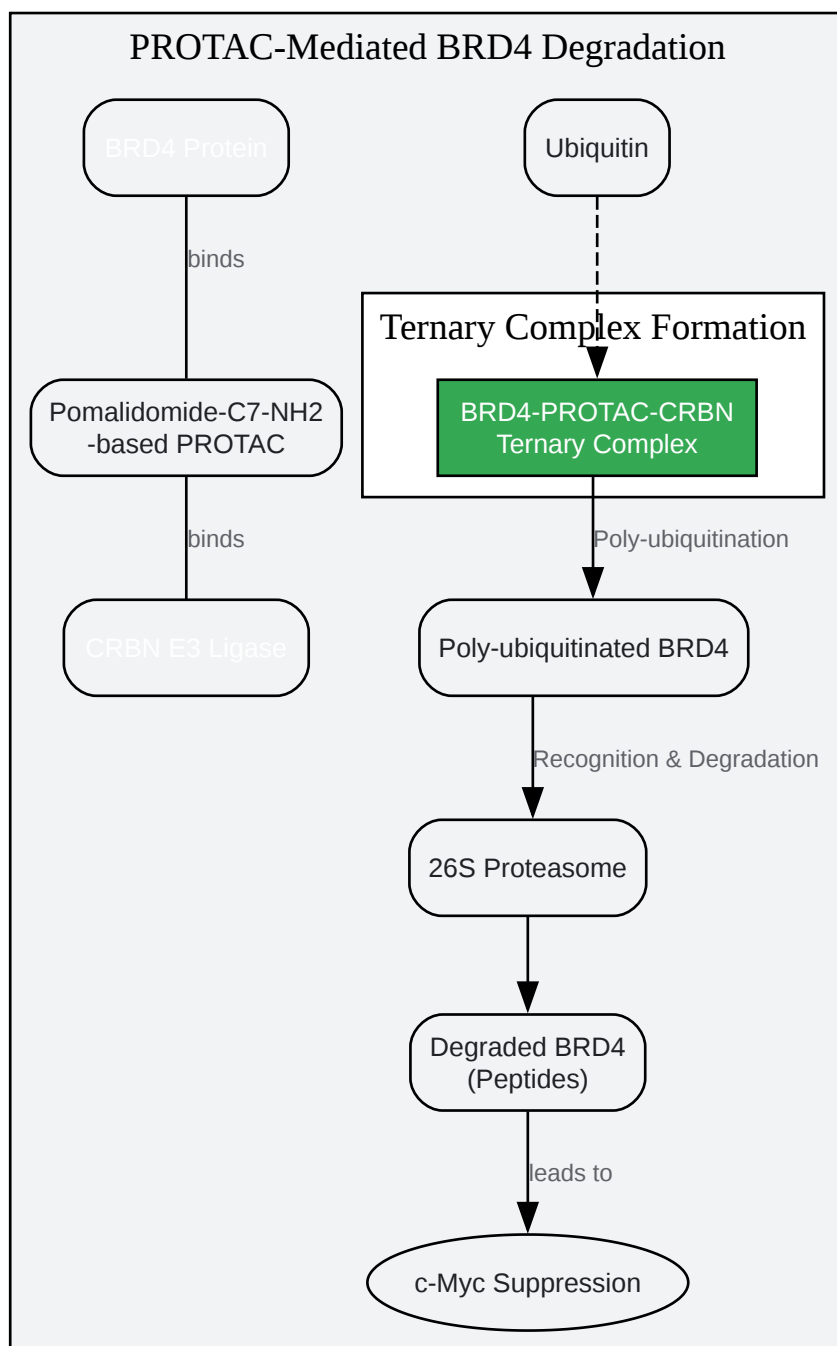 PROTAC-Mediated BRD4 Degradation
BRD4 Protein
Ubiquitin
binds
Ternary Complex Formation
Pomalidomide-C7-NH2
-based PROTAC
BRD4-PROTAC-CRBN
Ternary Complex
binds
Poly-ubiquitination
CRBN E3 Ligase
Poly-ubiquitinated BRD4
Recognition & Degradation
26S Proteasome
Degraded BRD4
(Peptides)
leads to
c-Myc Suppression